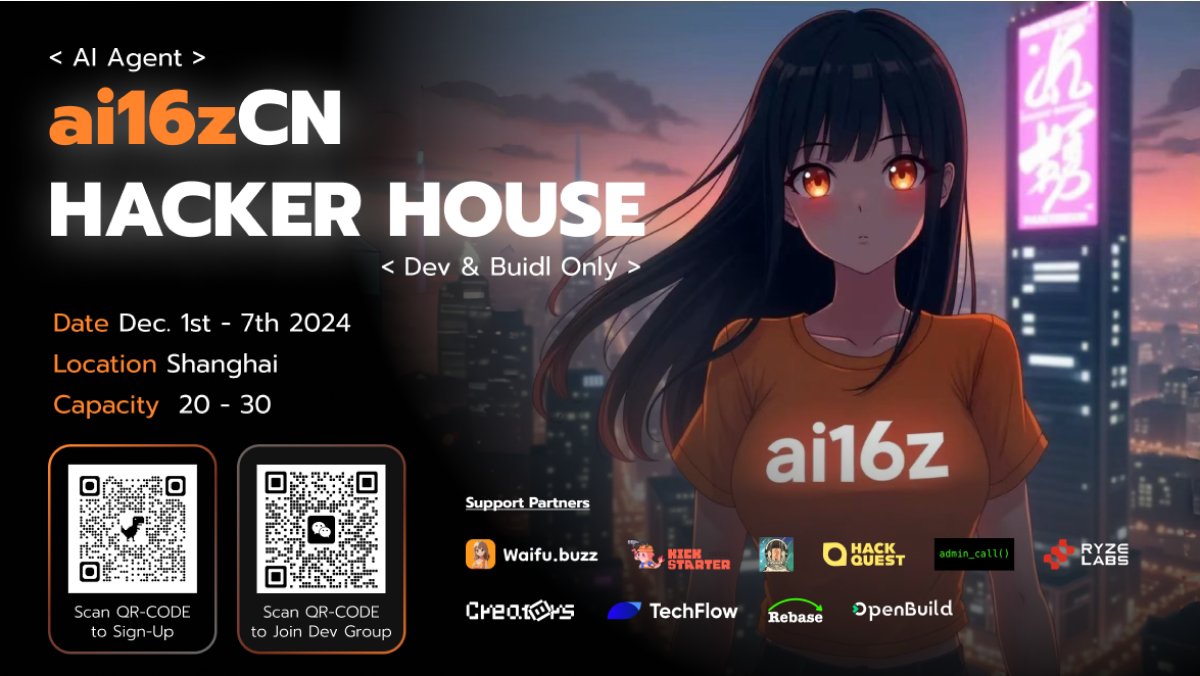 < AI Agent >
ai16zCN
HACKER HOUSE
< Dev & Buidl Only >
Date Dec. 1st - 7th 2024
Location Shanghai
Capacity 20 - 30
Scan QR-CODE
to Sign-Up
Scan QR-CODE
to Join Dev Group
ai16z
Support Partners
Waifu.buzz
KICK
STARTER
HACK
QUEST
admin_call()
RYZE
LABS
Creators
TechFlow
Rebase
OpenBuild